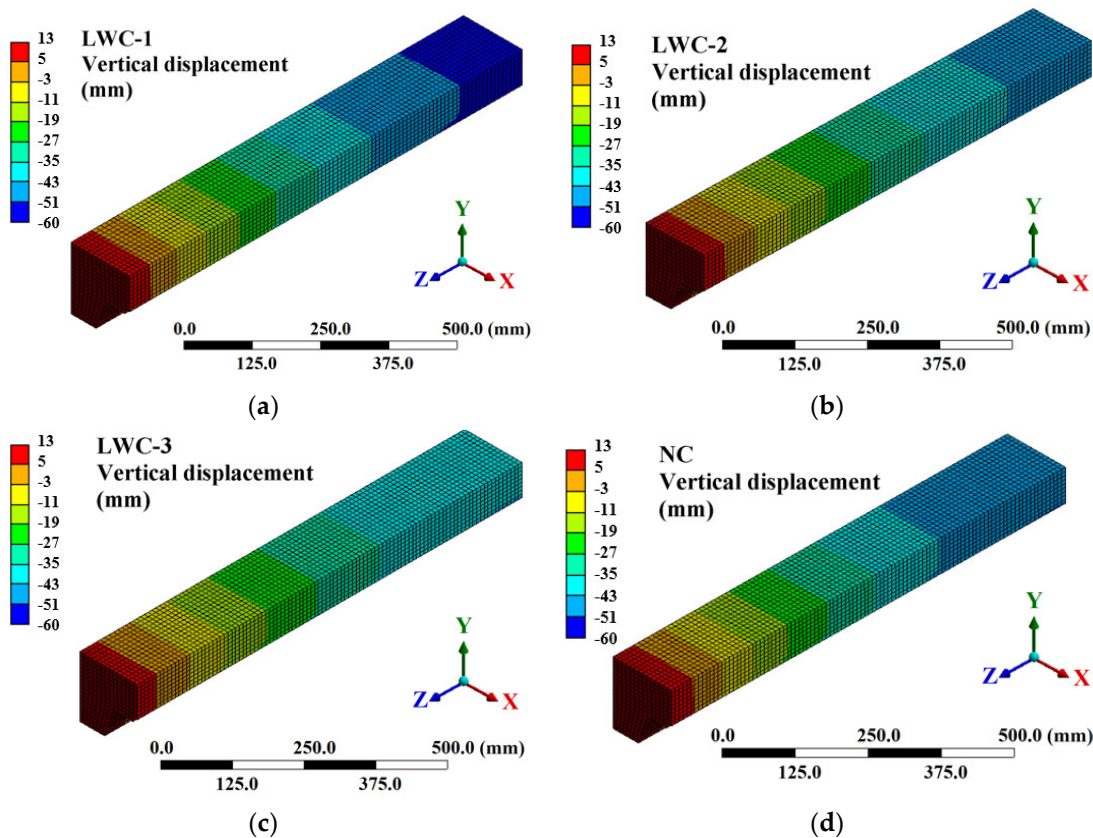 LWC-1
Vertical displacement
(mm)
13
5
-3
-11
-19
-27
-35
-43
-51
-60
Y
Z
X
0.0
250.0
500.0 (mm)
125.0
375.0
(a)
LWC-2
Vertical displacement
(mm)
13
5
-3
-11
-19
-27
-35
-43
-51
-60
Y
Z
X
0.0
250.0
500.0 (mm)
125.0
375.0
(b)
LWC-3
Vertical displacement
(mm)
13
5
-3
-11
-19
-27
-35
-43
-51
-60
Y
Z
X
0.0
250.0
500.0 (mm)
125.0
375.0
(c)
NC
Vertical displacement
(mm)
13
5
-3
-11
-19
-27
-35
-43
-51
-60
Y
Z
X
0.0
250.0
500.0 (mm)
125.0
375.0
(d)